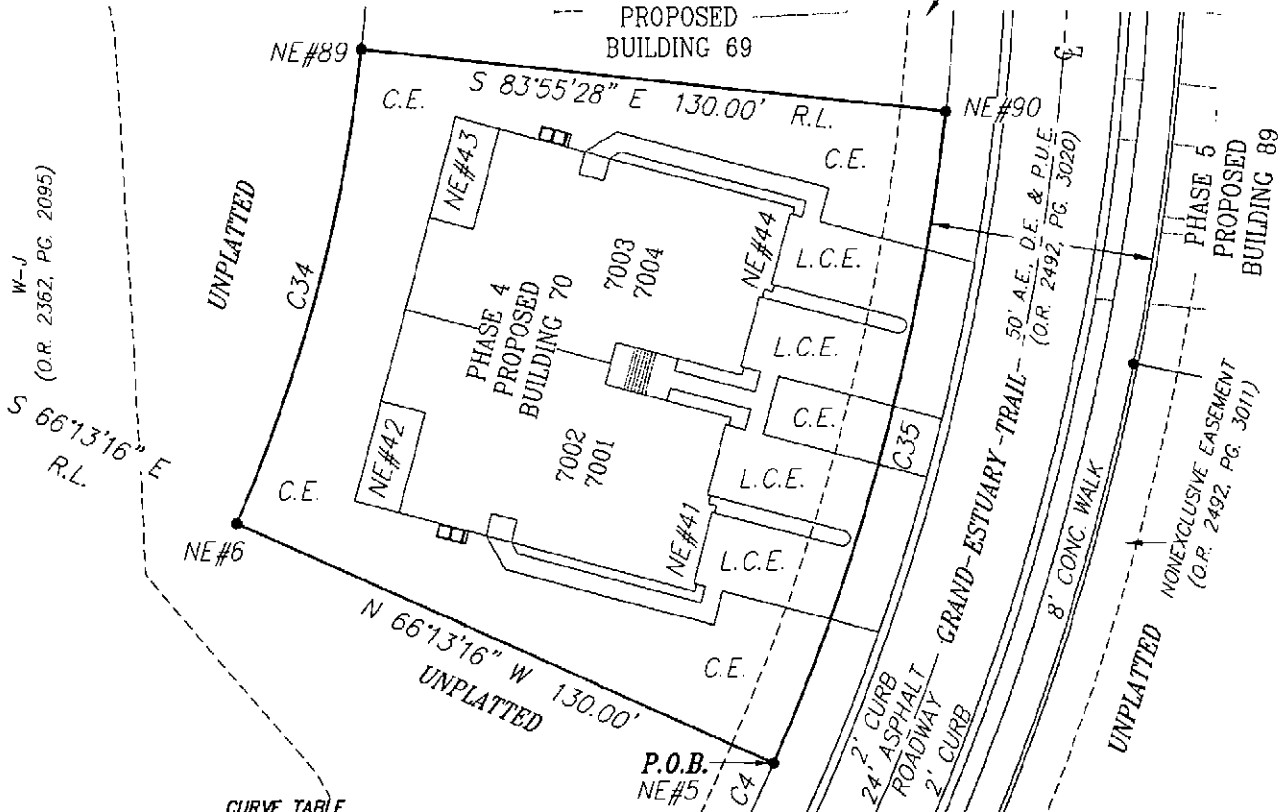 PROPOSED
BUILDING 69
NE#89
S 83°55'28" E 130.00' R.L.
NE#90
C.E.
C.E.
NE#43
W-J
(O.R. 2362, PG. 2095)
UNPLATTED
C34
7003
7004
NE#44
L.C.E.
L.C.E.
PHASE 4
PROPOSED
BUILDING 70
C.E.
C35
S 66°13'16" E
R.L.
NE#42
7002
7001
L.C.E.
NE#41
L.C.E.
C.E.
NE#6
N 66°13'16" W 130.00'
UNPLATTED
C.E.
P.O.B.
NE#5
C4
2' CURB
24' ASPHALT
ROADWAY
2' CURB
GRAND ESTUARY TRAIL
50' A.E., D.E. & P.U.E.
(O.R. 2492, PG. 3020)
8' CONC. WALK
PHASE 5
PROPOSED
BUILDING 89
NONEXCLUSIVE EASEMENT
(O.R. 2492, PG. 3011)
UNPLATTED
CURVE TABLE